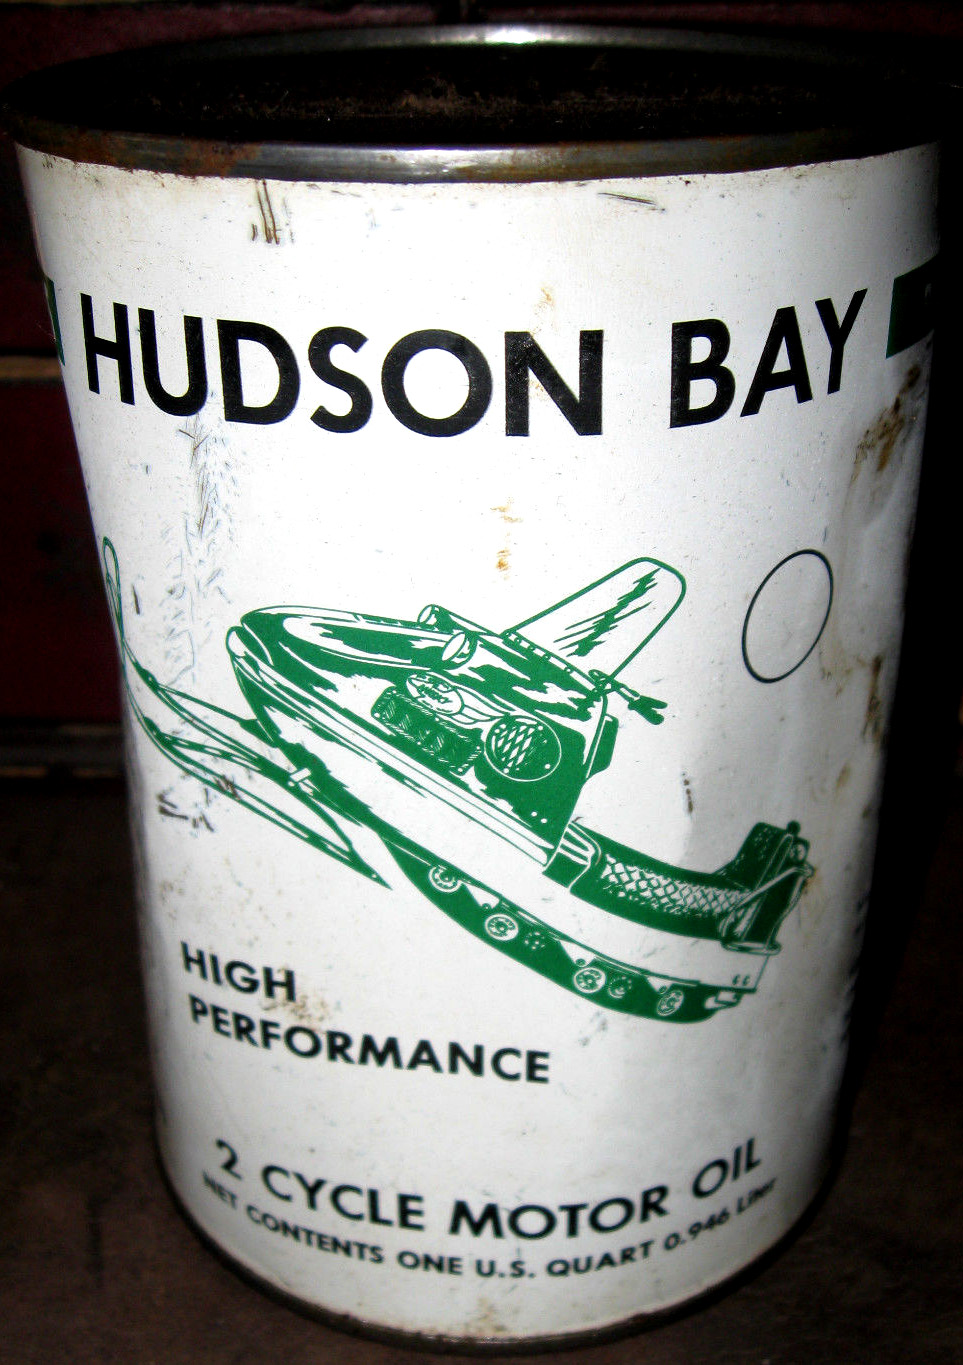 HUDSON BAY
HIGH
PERFORMANCE
2 CYCLE MOTOR OIL
NET CONTENTS ONE U.S. QUART 0.946 Liter